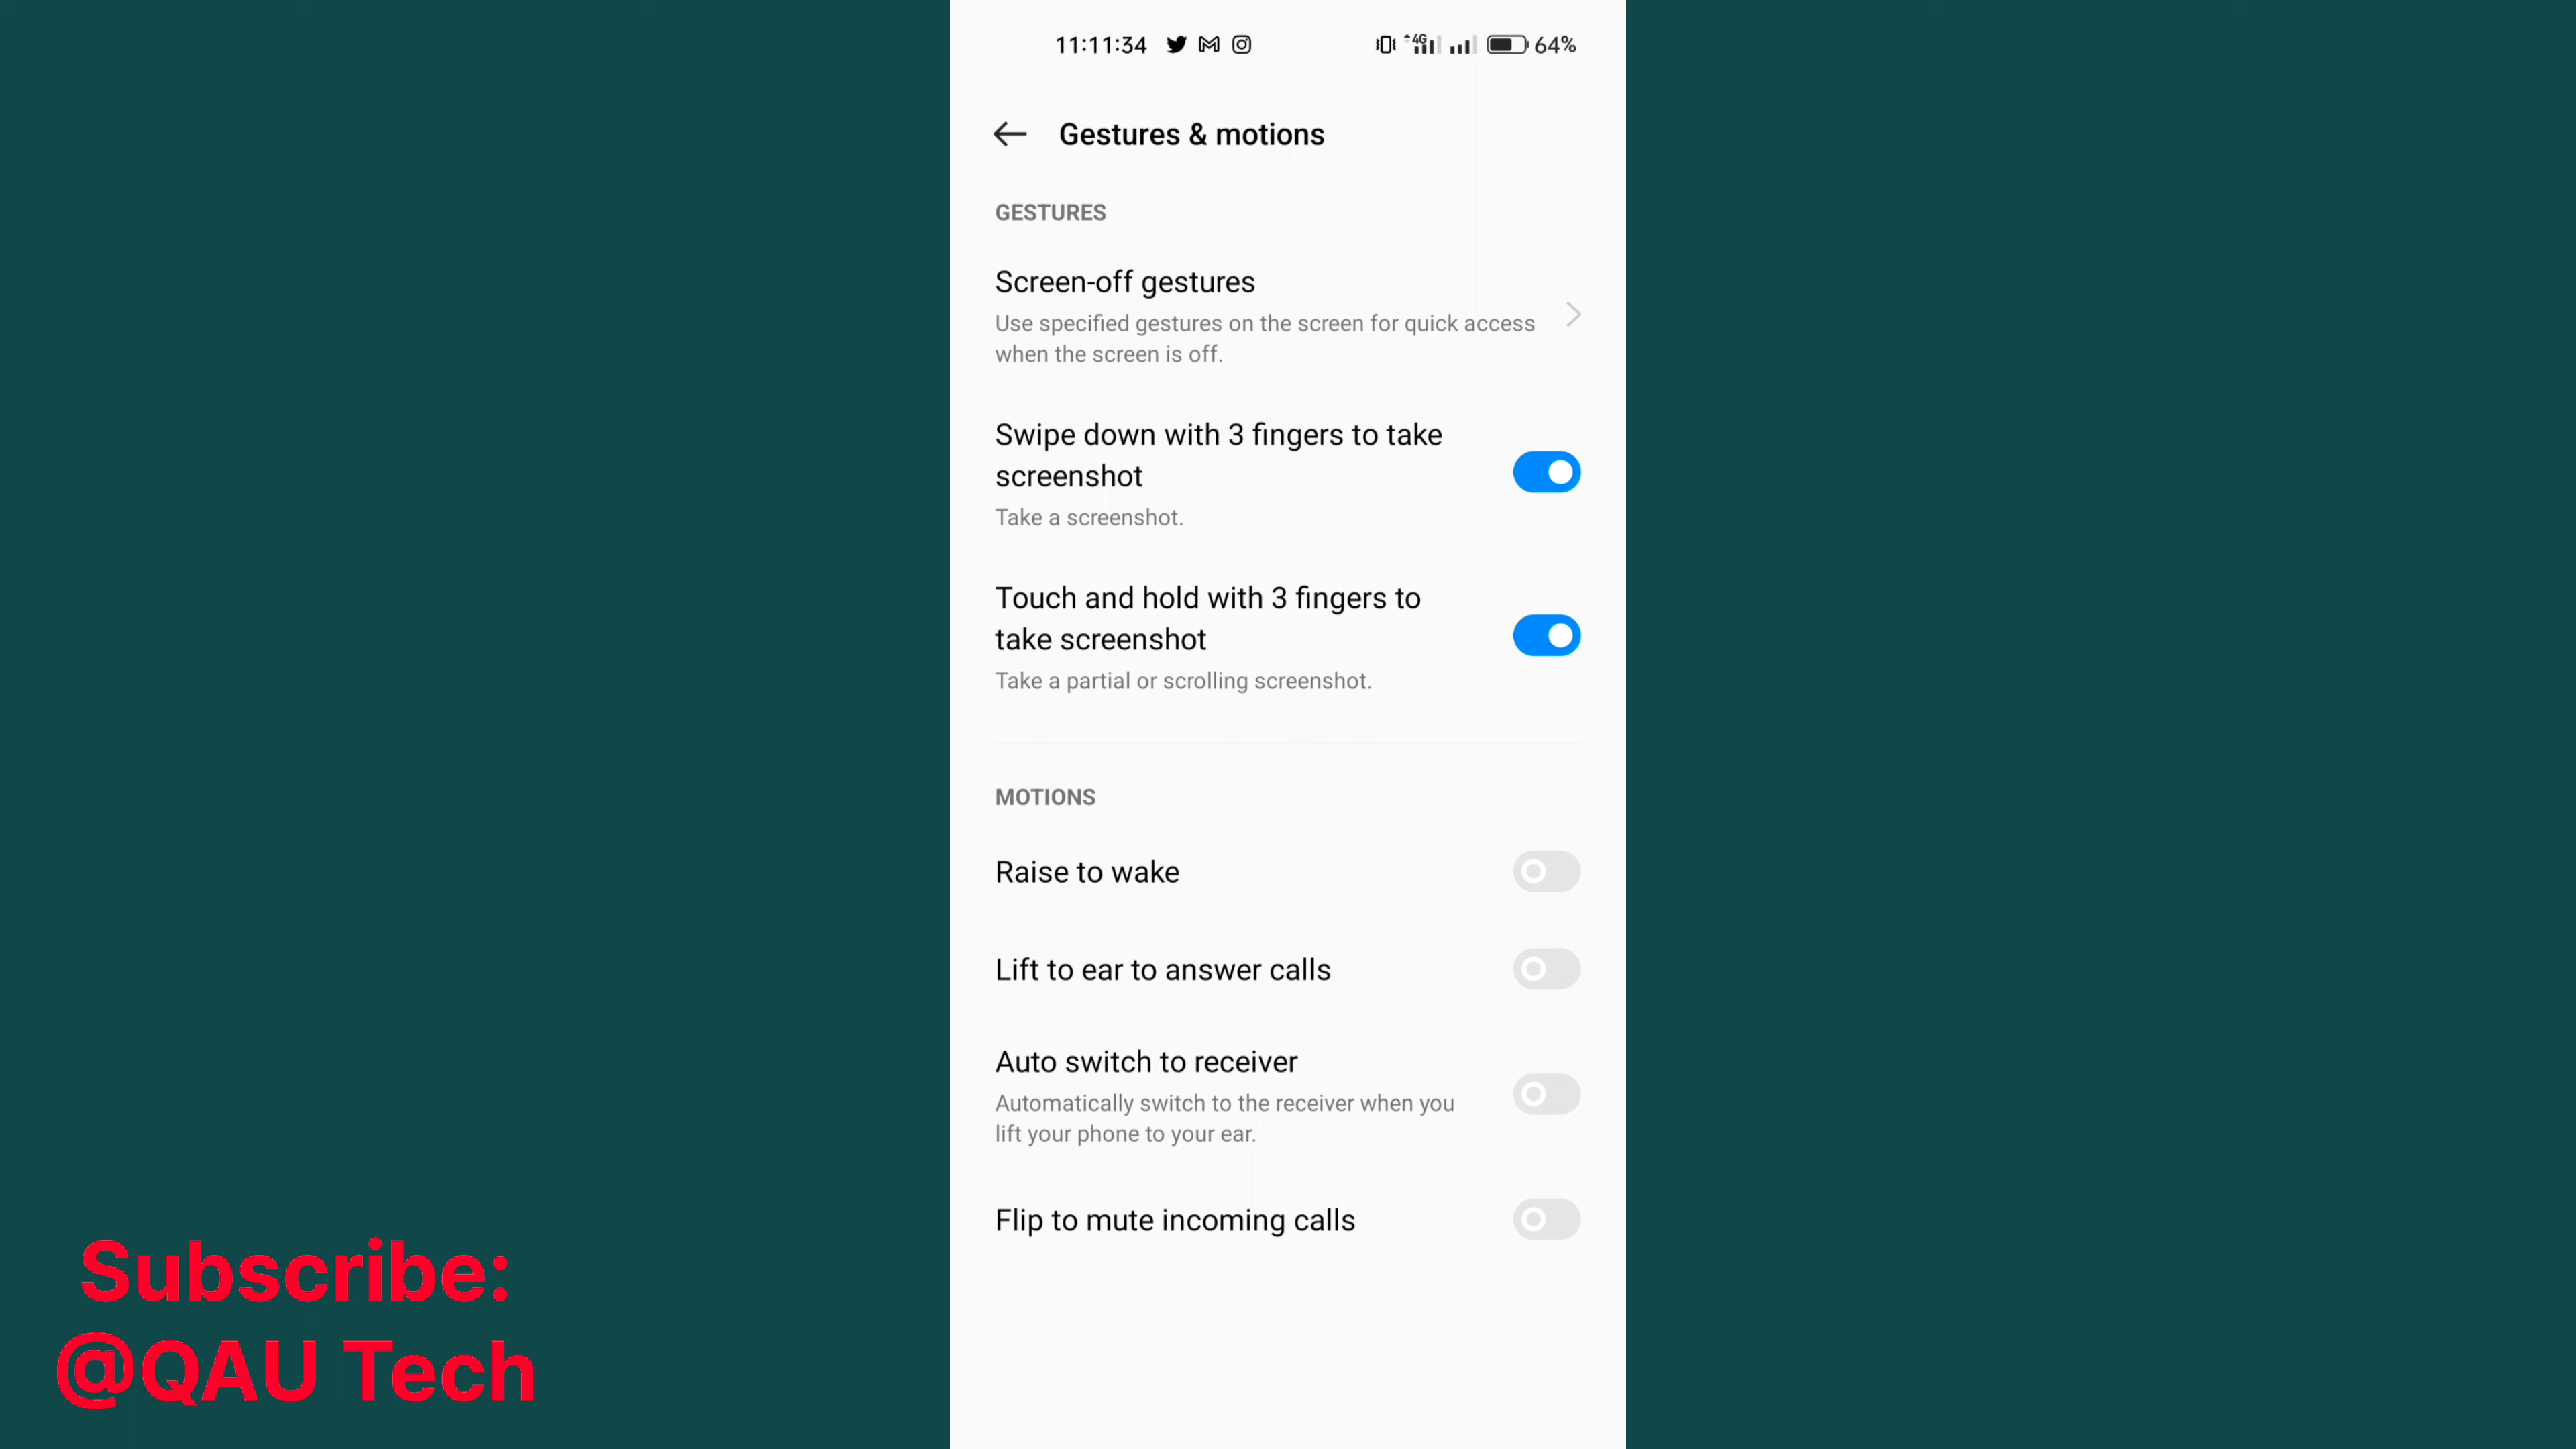 11:11:34
4G
64%
Gestures & motions
GESTURES
Screen-off gestures
Use specified gestures on the screen for quick access
when the screen is off.
Swipe down with 3 fingers to take
screenshot
Take a screenshot.
Touch and hold with 3 fingers to
take screenshot
Take a partial or scrolling screenshot.
MOTIONS
Raise to wake
Lift to ear to answer calls
Auto switch to receiver
Automatically switch to the receiver when you
lift your phone to your ear.
Flip to mute incoming calls
Subscribe:
@QAU Tech